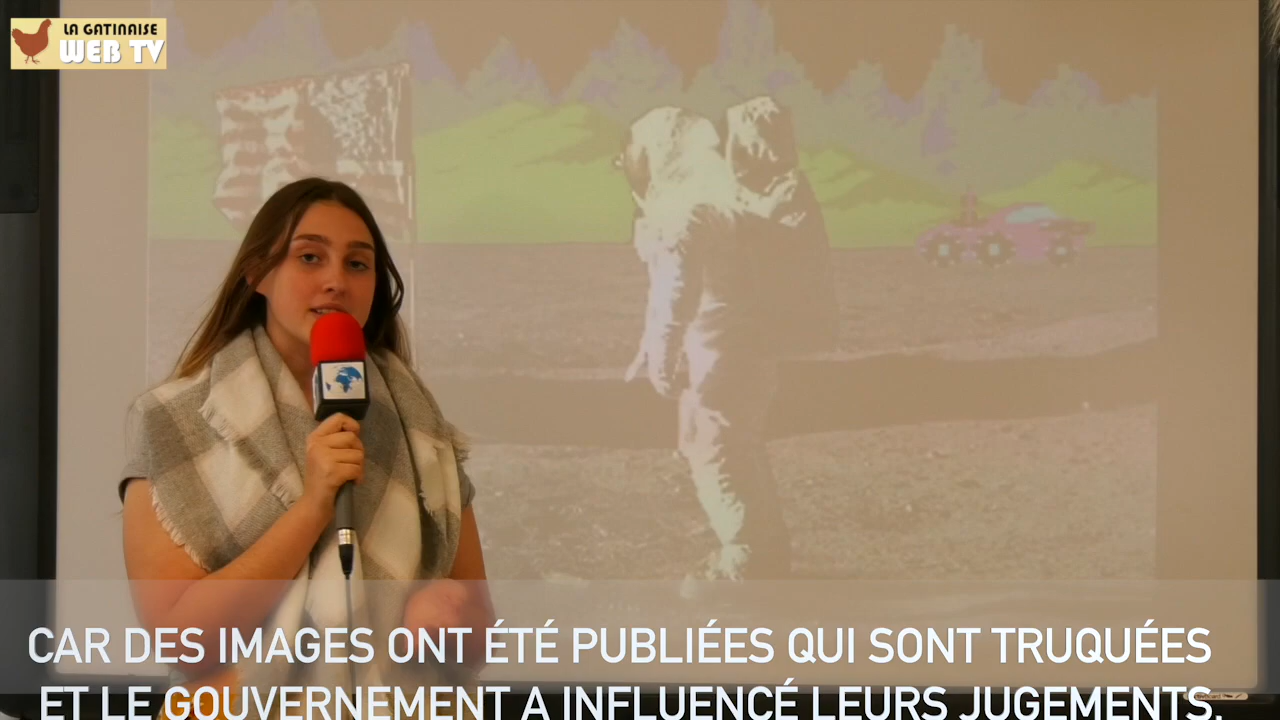 LA GATINAISE
WEB TV
CAR DES IMAGES ONT ÉTÉ PUBLIÉES QUI SONT TRUQUÉES
ET LE GOUVERNEMENT A INFLUENCÉ LEURS JUGEMENTS.